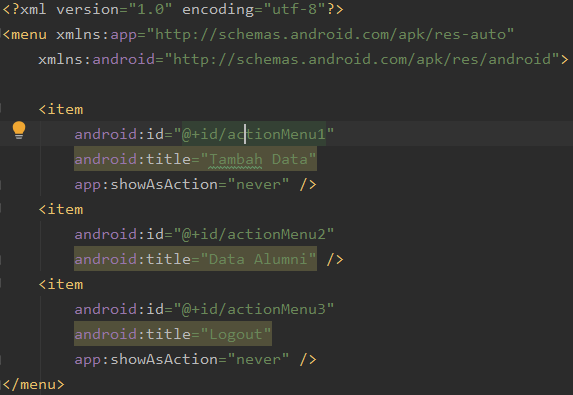 <?xml version="1.0" encoding="utf-8"?>
<menu xmlns:app="http://schemas.android.com/apk/res-auto"
    xmlns:android="http://schemas.android.com/apk/res/android">

    <item
        android:id="@+id/actionMenu1"
        android:title="Tambah Data"
        app:showAsAction="never" />
    <item
        android:id="@+id/actionMenu2"
        android:title="Data Alumni" />
    <item
        android:id="@+id/actionMenu3"
        android:title="Logout"
        app:showAsAction="never" />
</menu>